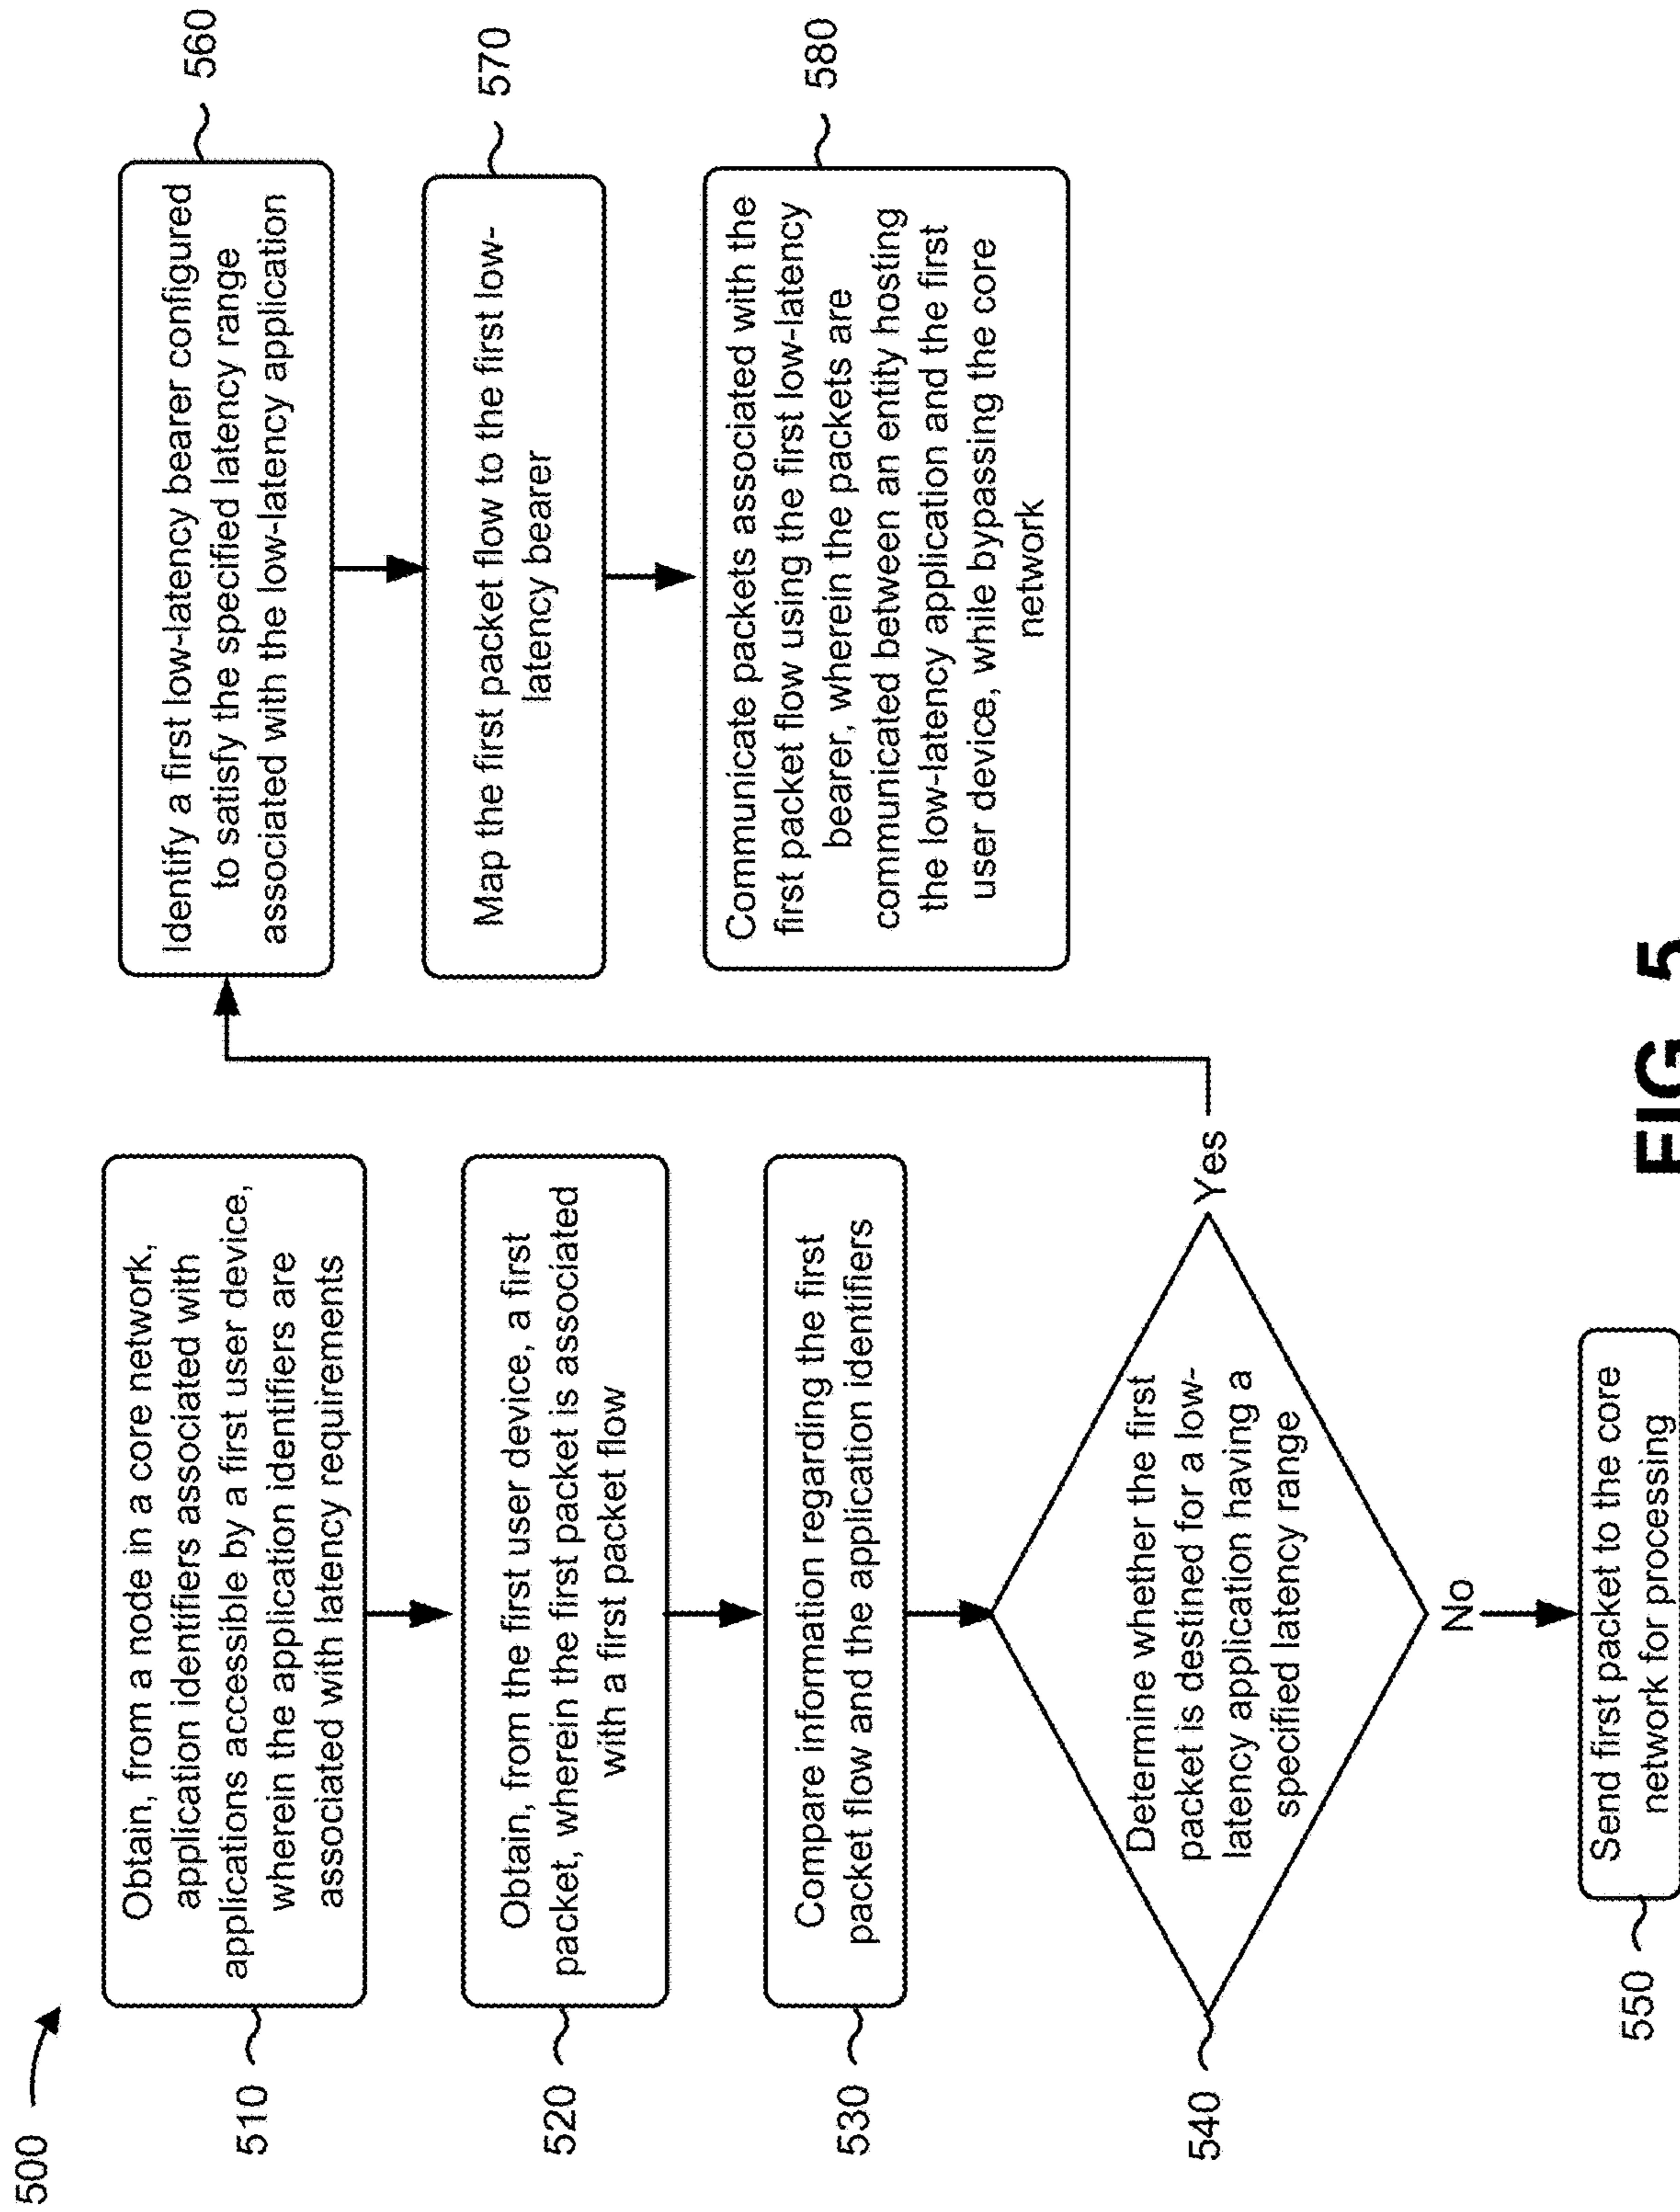 500
510
Obtain, from a node in a core network,
application identifiers associated with
applications accessible by a first user device,
wherein the application identifiers are
associated with latency requirements
520
Obtain, from the first user device, a first
packet, wherein the first packet is associated
with a first packet flow
530
Compare information regarding the first
packet flow and the application identifiers
540
Determine whether the first
packet is destined for a low-
latency application having a
specified latency range
Yes
No
550
Send first packet to the core
network for processing
560
Identify a first low-latency bearer configured
to satisfy the specified latency range
associated with the low-latency application
570
Map the first packet flow to the first low-
latency bearer
580
Communicate packets associated with the
first packet flow using the first low-latency
bearer, wherein the packets are
communicated between an entity hosting
the low-latency application and the first
user device, while bypassing the core
network
FIG. 5